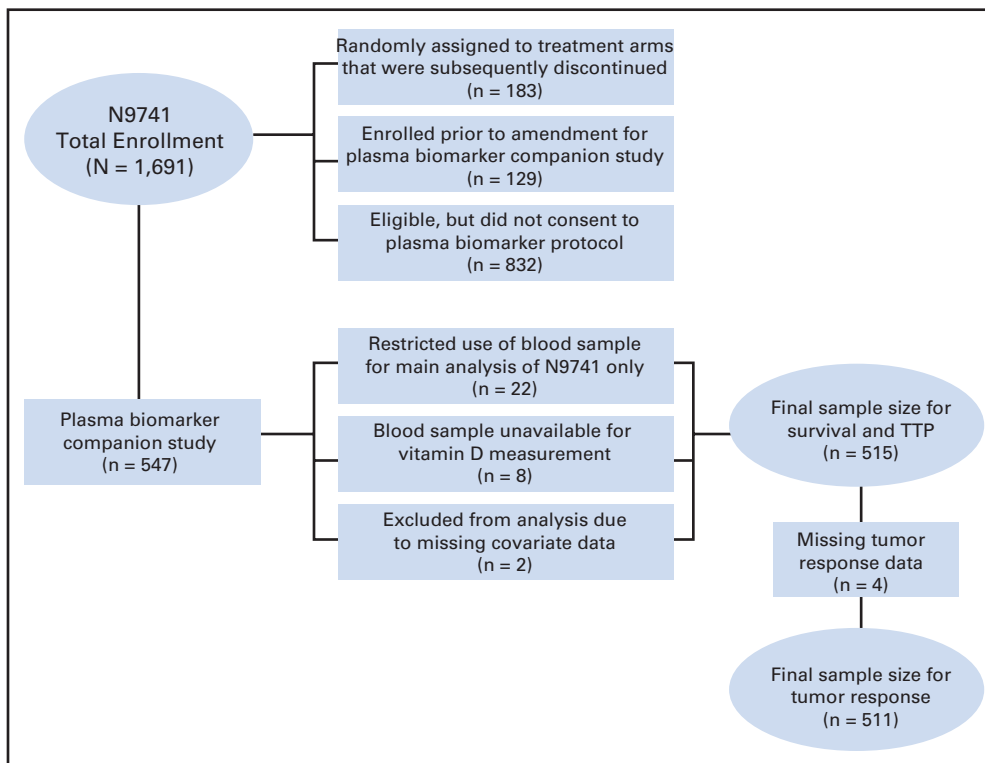 N9741
Total Enrollment
(N = 1,691)
Randomly assigned to treatment arms
that were subsequently discontinued
(n = 183)
Enrolled prior to amendment for
plasma biomarker companion study
(n = 129)
Eligible, but did not consent to
plasma biomarker protocol
(n = 832)
Plasma biomarker
companion study
(n = 547)
Restricted use of blood sample
for main analysis of N9741 only
(n = 22)
Blood sample unavailable for
vitamin D measurement
(n = 8)
Excluded from analysis due
to missing covariate data
(n = 2)
Final sample size for
survival and TTP
(n = 515)
Missing tumor
response data
(n = 4)
Final sample size for
tumor response
(n = 511)